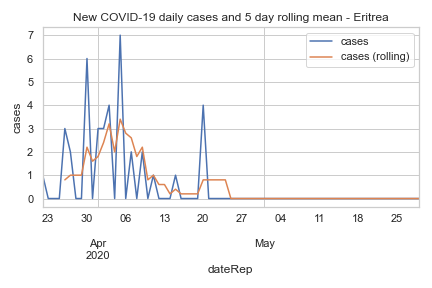 New COVID-19 daily cases and 5 day rolling mean - Eritrea
cases
cases (rolling)
cases
7
6
5
4
3
2
1
0
23 30 06 13 20 27 04 11 18 25
Apr May
2020
dateRep